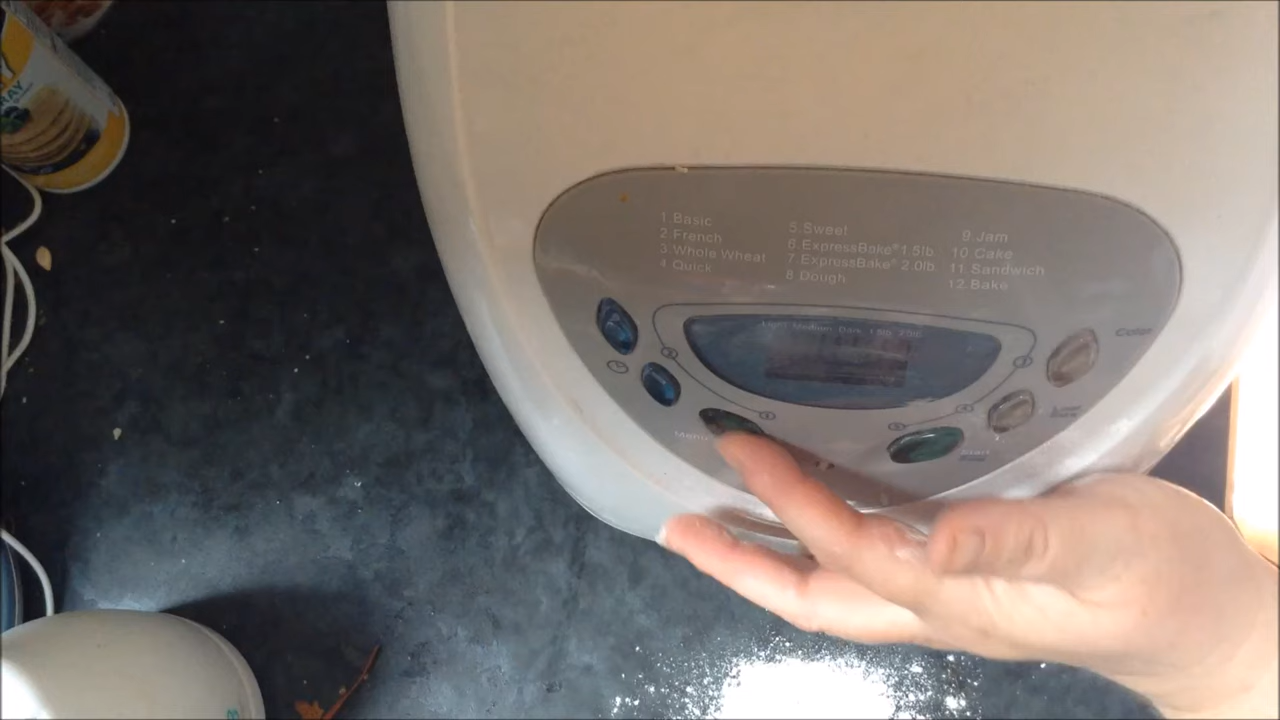 1 Basic
2 French
3 Whole Wheat
4 Quick
5 Sweet
6 ExpressBake® 1.5lb.
7 ExpressBake® 2.0lb.
8 Dough
9 Jam
10 Cake
11 Sandwich
12 Bake
Medium Dark 1.5lb. 2.0lb.
Color
Menu
Start